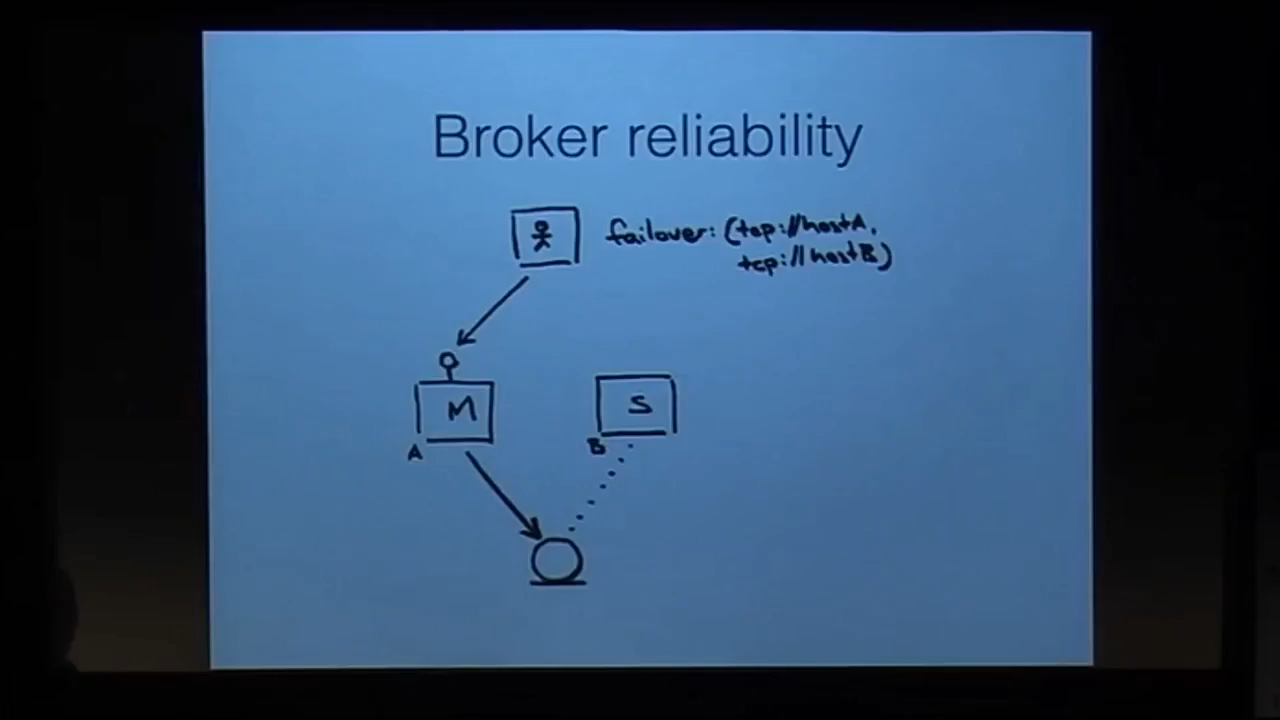 Broker reliability
failover: (tcp://hostA,
tcp://hostB)
M
S
A
B